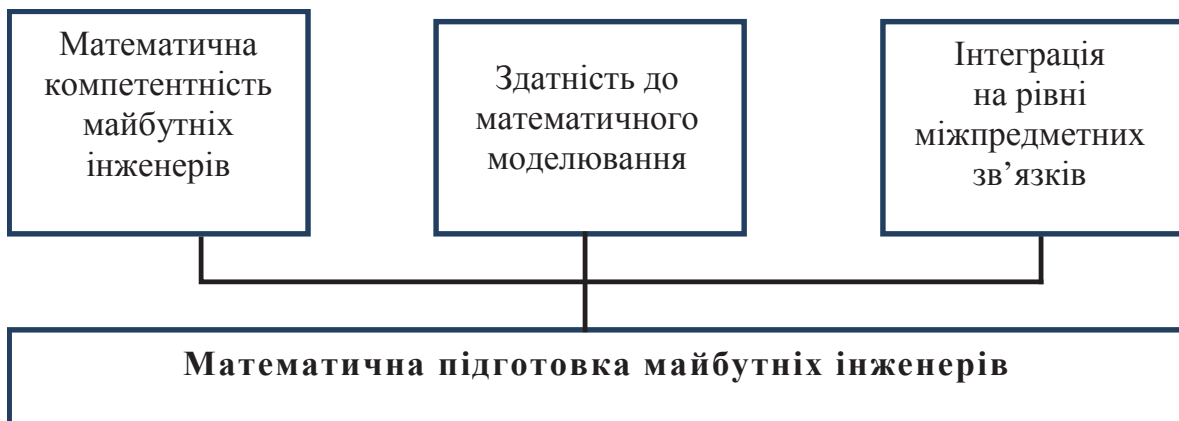 Математична
компетентність
майбутніх
інженерів
Здатність до
математичного
моделювання
Інтеграція
на рівні
міжпредметних
зв’язків
Математична підготовка майбутніх інженерів